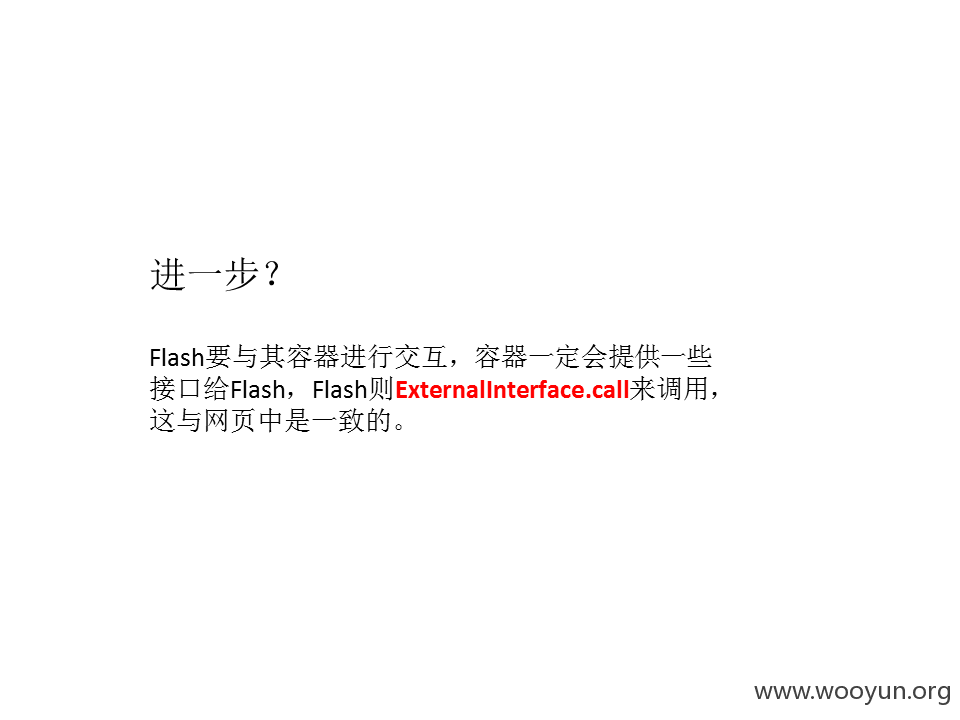 进一步？
Flash要与其容器进行交互，容器一定会提供一些
接口给Flash，Flash则ExternalInterface.call来调用，
这与网页中是一致的。
www.wooyun.org